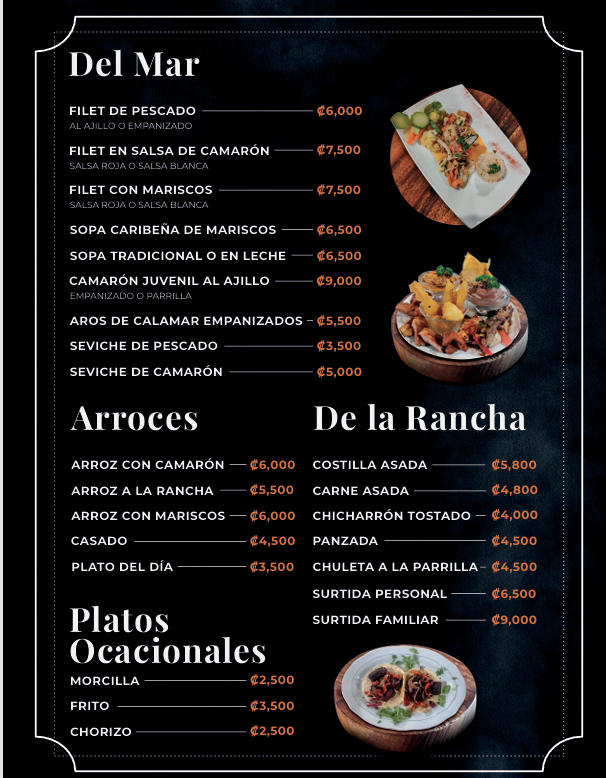 Del Mar
FILET DE PESCADO ₡6,000
AL AJILLO O EMPANIZADO
FILET EN SALSA DE CAMARÓN ₡7,500
SALSA ROJA O SALSA BLANCA
FILET CON MARISCOS ₡7,500
SALSA ROJA O SALSA BLANCA
SOPA CARIBEÑA DE MARISCOS ₡6,500
SOPA TRADICIONAL O EN LECHE ₡6,500
CAMARÓN JUVENIL AL AJILLO ₡9,000
EMPANIZADO O PARRILLA
AROS DE CALAMAR EMPANIZADOS ₡5,500
SEVICHE DE PESCADO ₡3,500
SEVICHE DE CAMARÓN ₡5,000
Arroces
ARROZ CON CAMARÓN ₡6,000
ARROZ A LA RANCHA ₡5,500
ARROZ CON MARISCOS ₡6,000
CASADO ₡4,500
PLATO DEL DÍA ₡3,500
De la Rancha
COSTILLA ASADA ₡5,800
CARNE ASADA ₡4,800
CHICHARRÓN TOSTADO ₡4,000
PANZADA ₡4,500
CHULETA A LA PARRILLA ₡4,500
SURTIDA PERSONAL ₡6,500
SURTIDA FAMILIAR ₡9,000
Platos
Ocacionales
MORCILLA ₡2,500
FRITO ₡3,500
CHORIZO ₡2,500